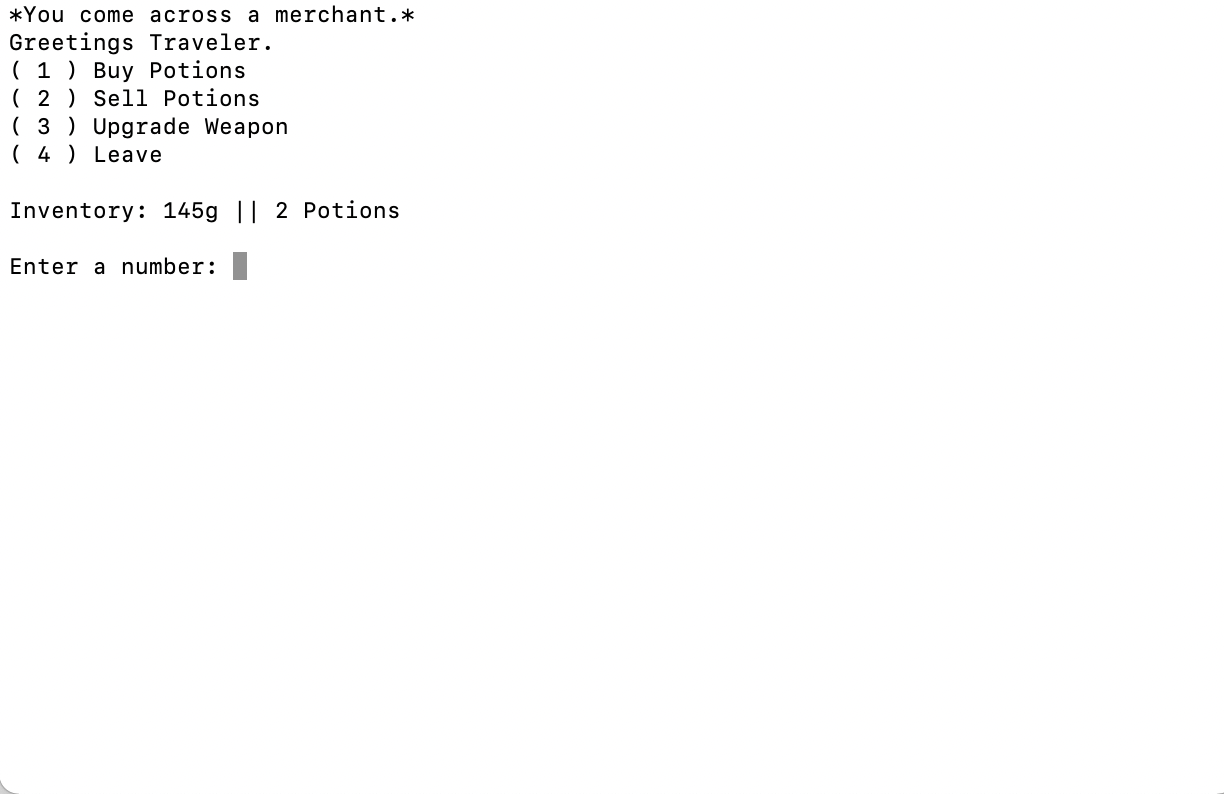 *You come across a merchant.*
Greetings Traveler.
( 1 ) Buy Potions
( 2 ) Sell Potions
( 3 ) Upgrade Weapon
( 4 ) Leave
Inventory: 145g || 2 Potions
Enter a number: